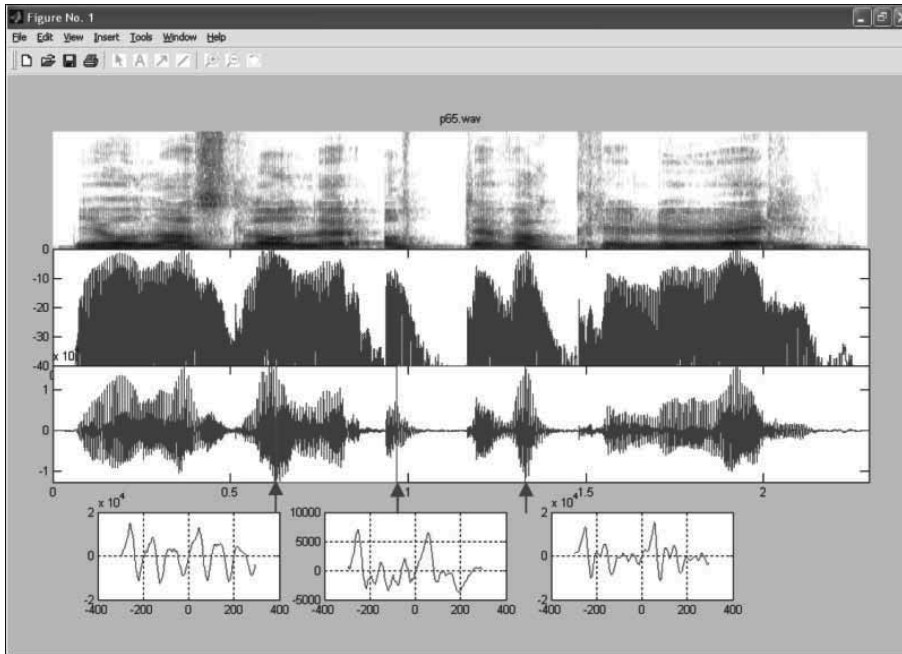 Figure No. 1
File Edit View Insert Tools Window Help
p65.wav
0
-10
-20
-30
-40
x 10
1
0
-1
0 0.5 1 1.5 2
x 10^4 x 10^4
2 10000 2
5000
0 0 0
-2 -5000 -2
-400 -200 0 200 400 -400 -200 0 200 400 -400 -200 0 200 400